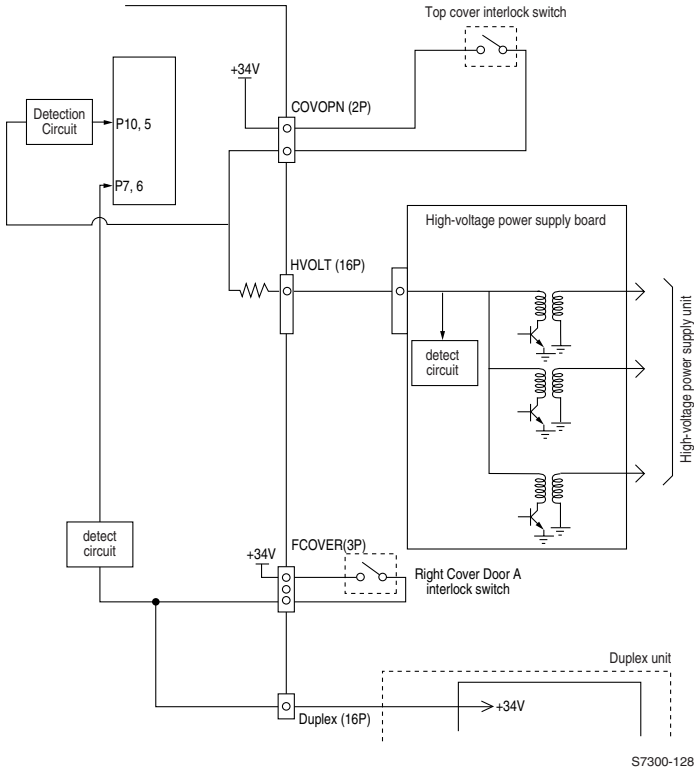 Top cover interlock switch
+34V
COVOPN (2P)
Detection
Circuit
P10, 5
P7, 6
High-voltage power supply board
HVOLT (16P)
detect
circuit
High-voltage power supply unit
detect
circuit
+34V
FCOVER(3P)
Right Cover Door A
interlock switch
Duplex unit
Duplex (16P)
+34V
S7300-128